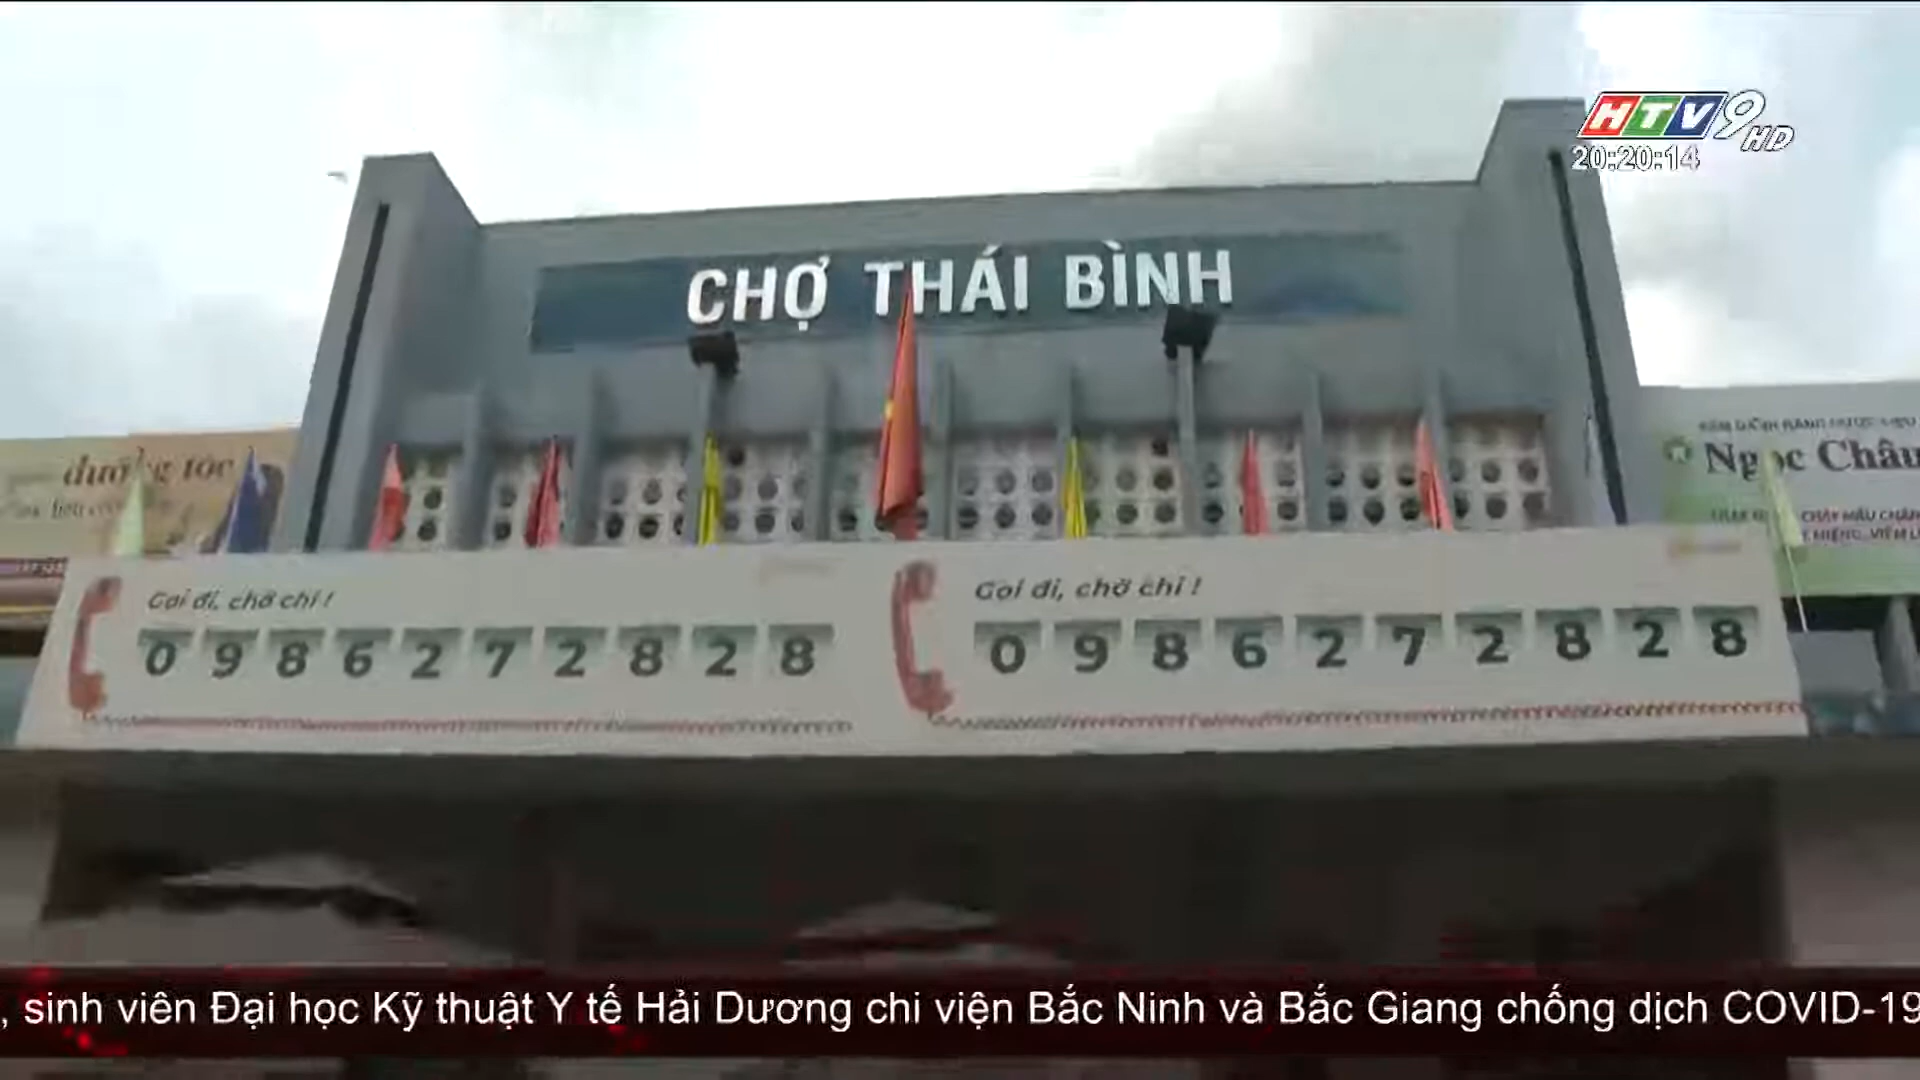 HTV9 HD
20:20:14
CHỢ THÁI BÌNH
dưỡng tóc
Ngọc Châu
Gọi đi, chờ chi !
0986272828
Gọi đi, chờ chi !
0986272828
, sinh viên Đại học Kỹ thuật Y tế Hải Dương chi viện Bắc Ninh và Bắc Giang chống dịch COVID-19